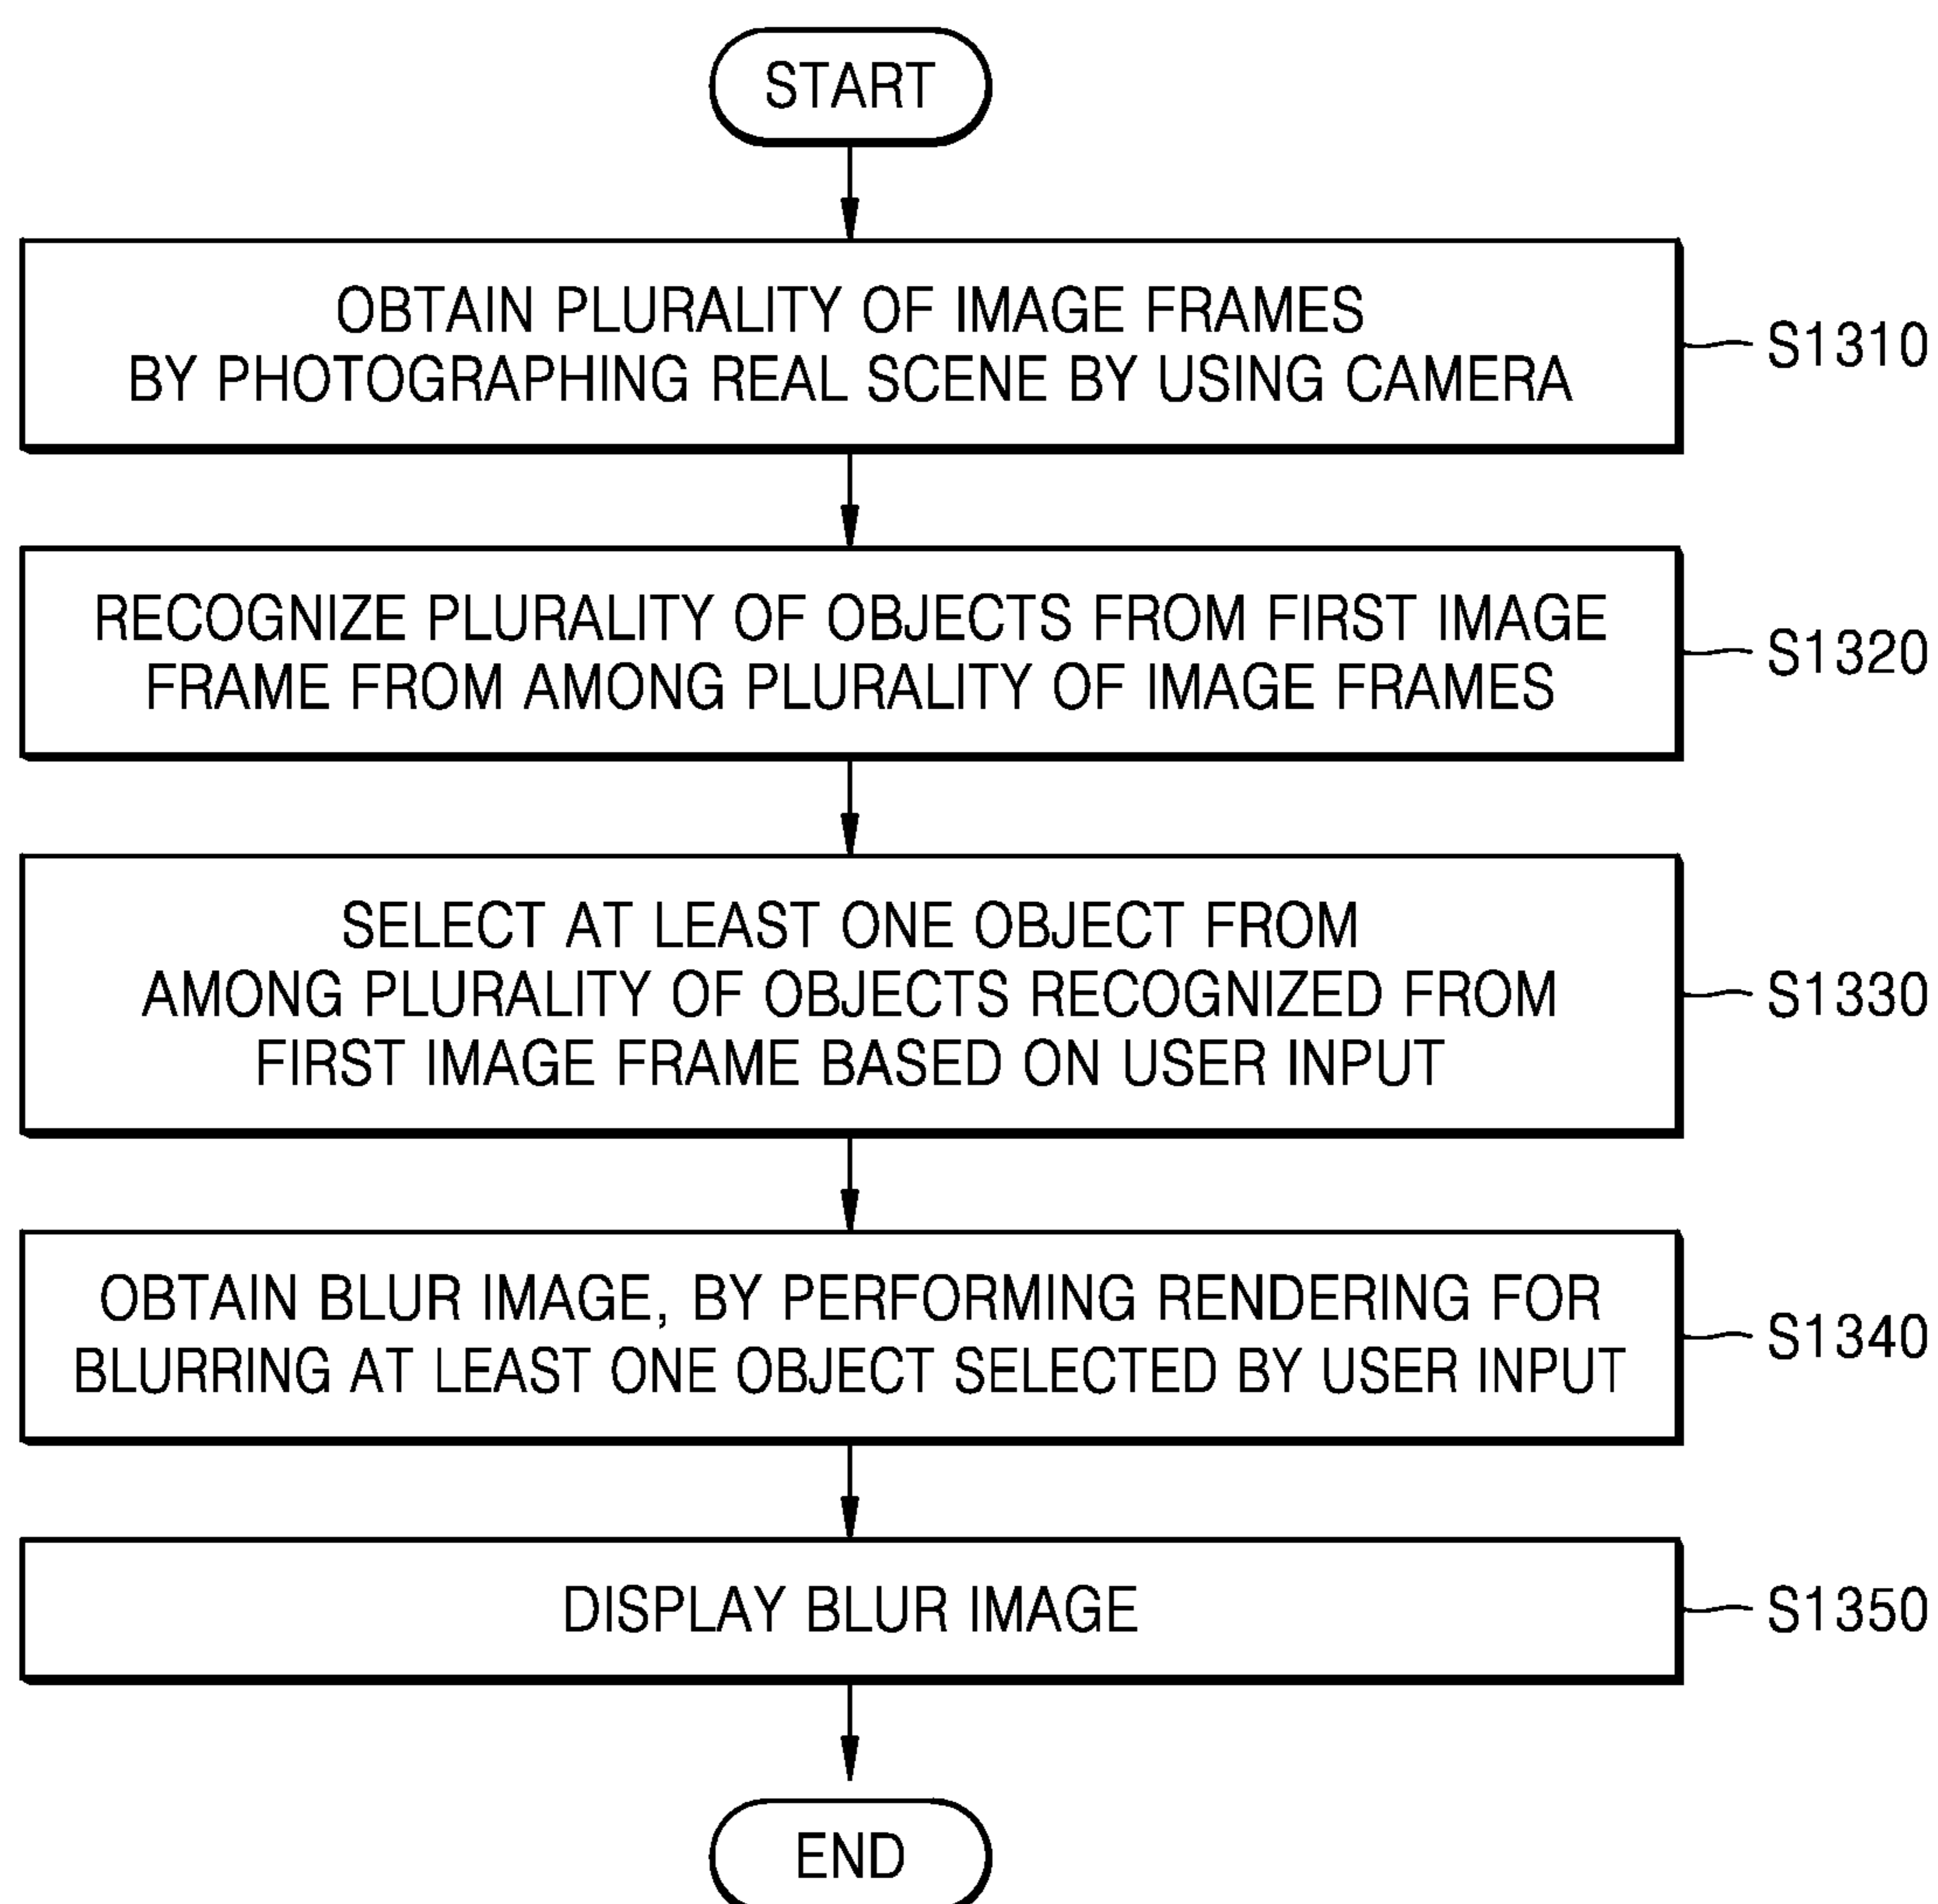 START
OBTAIN PLURALITY OF IMAGE FRAMES
BY PHOTOGRAPHING REAL SCENE BY USING CAMERA
S1310
RECOGNIZE PLURALITY OF OBJECTS FROM FIRST IMAGE
FRAME FROM AMONG PLURALITY OF IMAGE FRAMES
S1320
SELECT AT LEAST ONE OBJECT FROM
AMONG PLURALITY OF OBJECTS RECOGNIZED FROM
FIRST IMAGE FRAME BASED ON USER INPUT
S1330
OBTAIN BLUR IMAGE, BY PERFORMING RENDERING FOR
BLURRING AT LEAST ONE OBJECT SELECTED BY USER INPUT
S1340
DISPLAY BLUR IMAGE
S1350
END